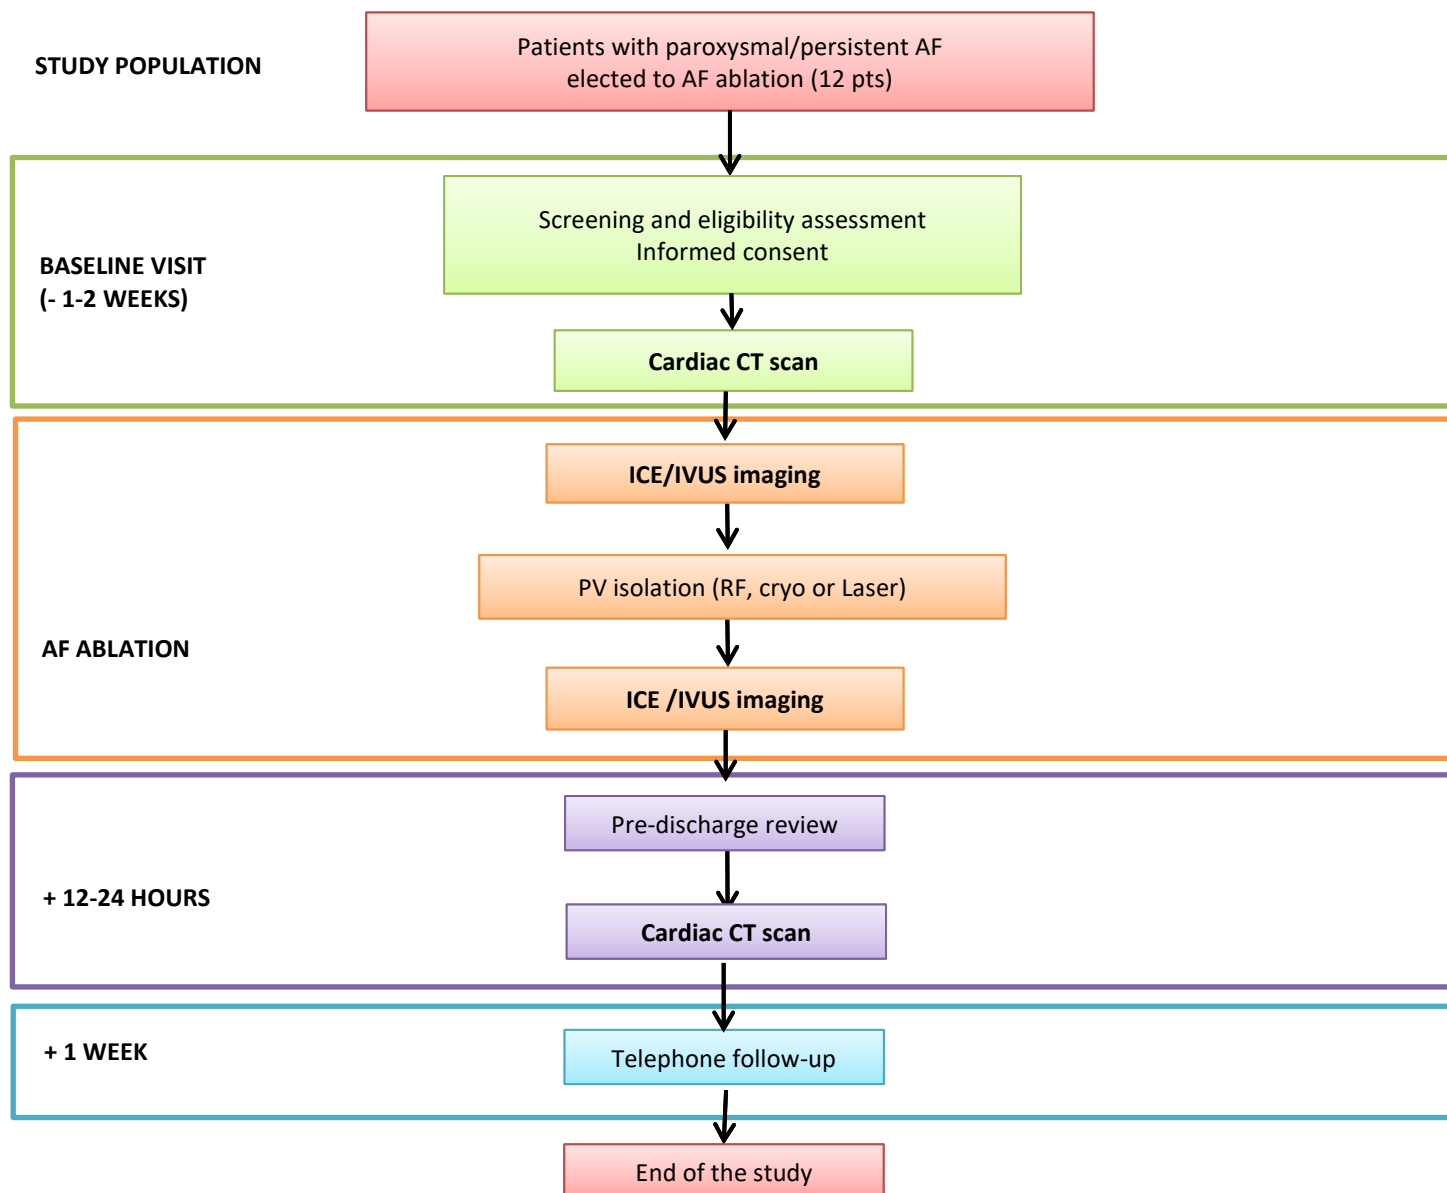 STUDY POPULATION
Patients with paroxysmal/persistent AF
elected to AF ablation (12 pts)
BASELINE VISIT
(- 1-2 WEEKS)
Screening and eligibility assessment
Informed consent
Cardiac CT scan
AF ABLATION
ICE/IVUS imaging
PV isolation (RF, cryo or Laser)
ICE /IVUS imaging
+ 12-24 HOURS
Pre-discharge review
Cardiac CT scan
+ 1 WEEK
Telephone follow-up
End of the study